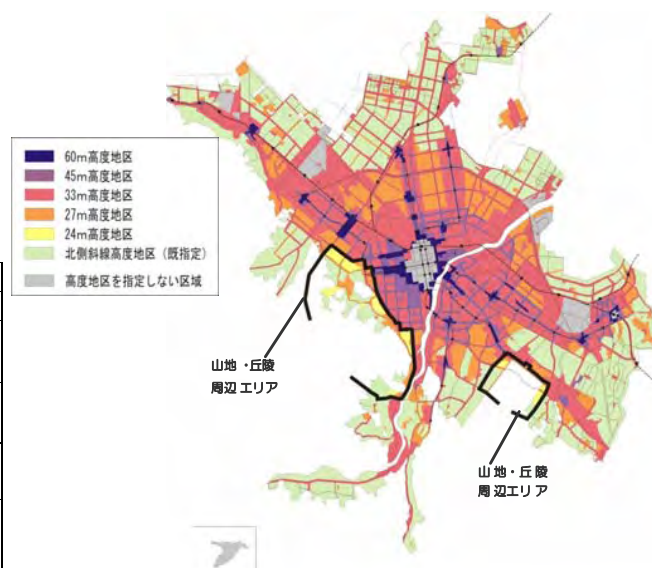 60m高度地区
45m高度地区
33m高度地区
27m高度地区
24m高度地区
北側斜線高度地区（既指定）
高度地区を指定しない区域
山地・丘陵
周辺エリア
山地・丘陵
周辺エリア